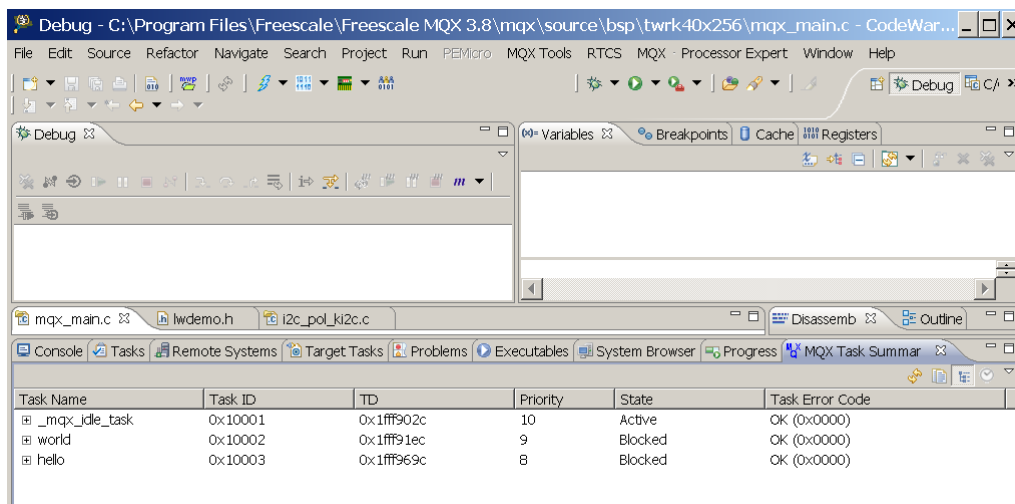 Debug - C:\Program Files\Freescale\Freescale MQX 3.8\mqx\source\bsp\twrk40x256\mqx_main.c - CodeWar...
File Edit Source Refactor Navigate Search Project Run PEMicro MQX Tools RTCS MQX Processor Expert Window Help
Debug C/
Debug
(x)= Variables Breakpoints Cache Registers
mqx_main.c lwdemo.h i2c_pol_ki2c.c
Disassemb Outline
Console Tasks Remote Systems Target Tasks Problems Executables System Browser Progress MQX Task Summar
Task Name Task ID TD Priority State Task Error Code
_mqx_idle_task 0x10001 0x1fff902c 10 Active OK (0x0000)
world 0x10002 0x1fff91ec 9 Blocked OK (0x0000)
hello 0x10003 0x1fff969c 8 Blocked OK (0x0000)